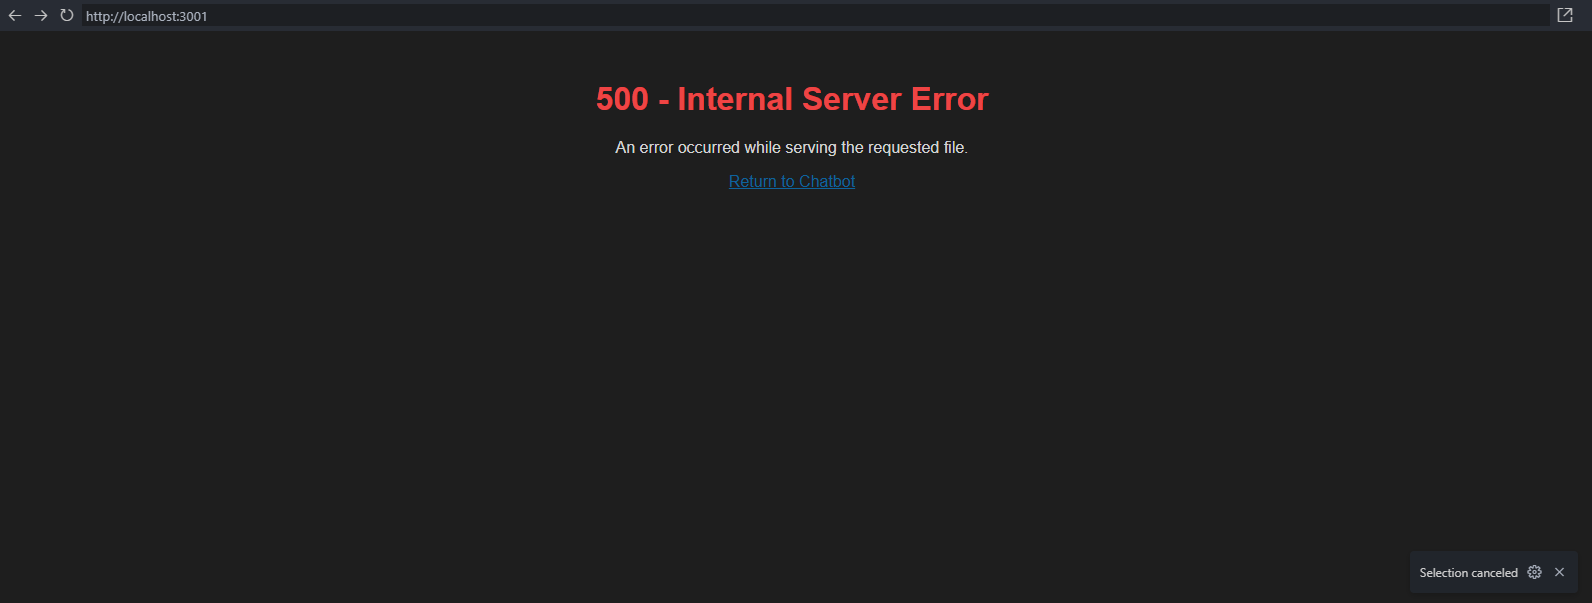 http://localhost:3001
500 - Internal Server Error
An error occurred while serving the requested file.
Return to Chatbot
Selection canceled